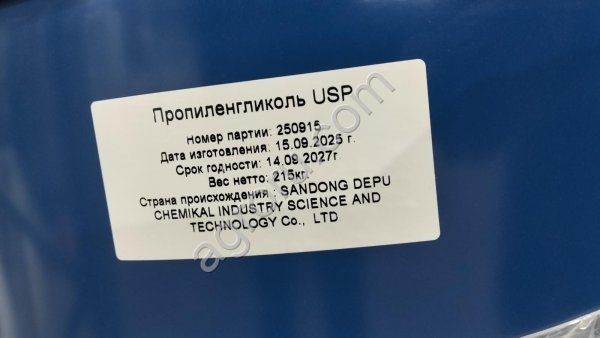 Пропиленгликоль USP
Номер партии: 250915
Дата изготовления: 15.09.2025 г.
Срок годности: 14.09.2027г.
Вес нетто: 215кг.
Страна происхождения : SANDONG DEPU
CHEMIKAL INDUSTRY SCIENCE AND
TECHNOLOGY Co., LTD